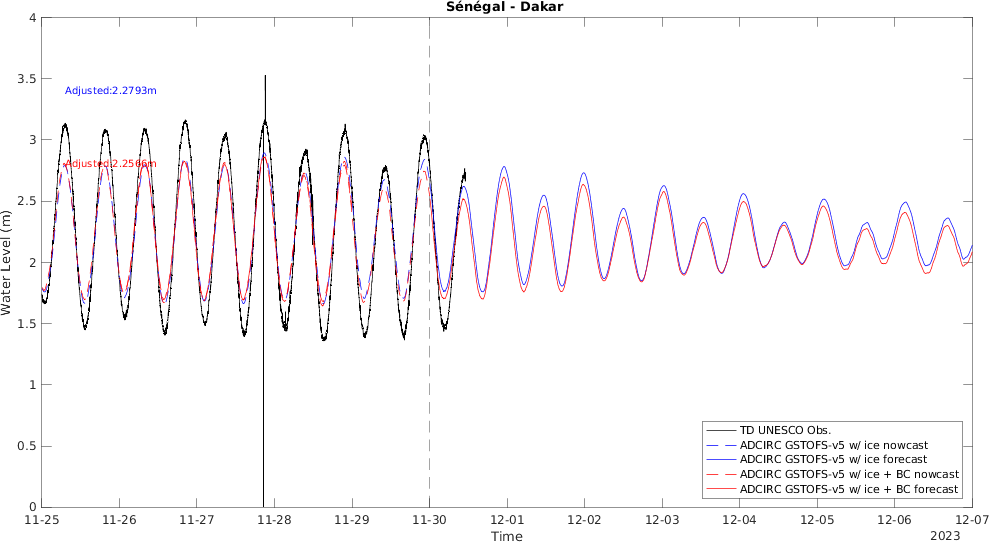 Sénégal - Dakar
4
3.5
3
2.5
2
1.5
1
0.5
0
Water Level (m)
Adjusted:2.2793m
Adjusted:2.2566m
TD UNESCO Obs.
ADCIRC GSTOFS-v5 w/ ice nowcast
ADCIRC GSTOFS-v5 w/ ice forecast
ADCIRC GSTOFS-v5 w/ ice + BC nowcast
ADCIRC GSTOFS-v5 w/ ice + BC forecast
11-25 11-26 11-27 11-28 11-29 11-30 12-01 12-02 12-03 12-04 12-05 12-06 12-07
Time
2023